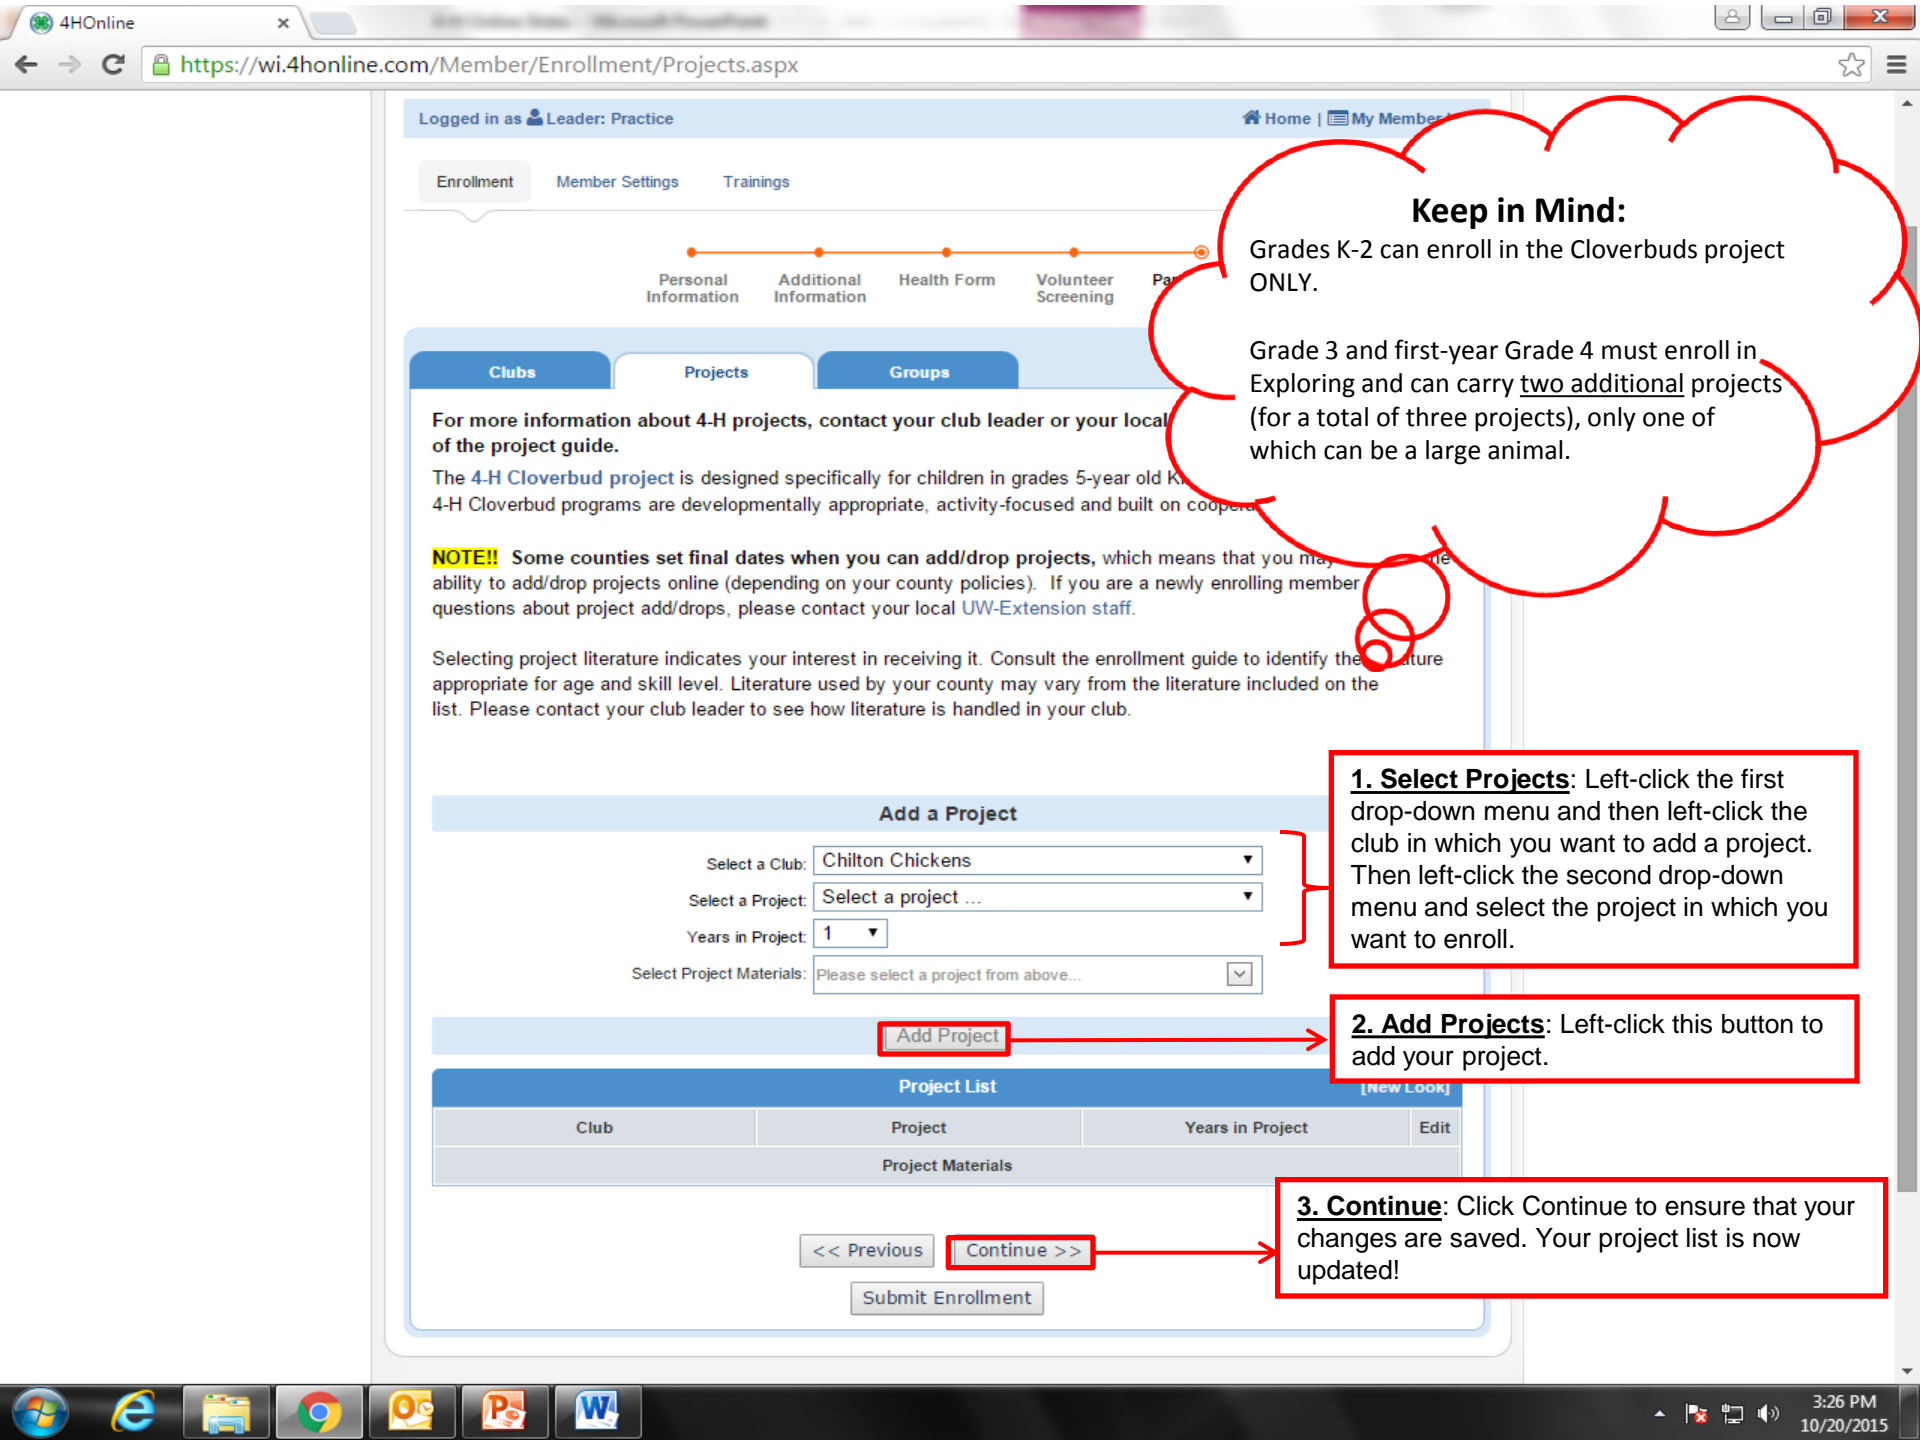 4HOnline
https://wi.4honline.com/Member/Enrollment/Projects.aspx
Logged in as Leader: Practice
Home | My Member
Enrollment Member Settings Trainings
Personal Information
Additional Information
Health Form
Volunteer Screening
Keep in Mind:
Grades K-2 can enroll in the Cloverbuds project
ONLY.
Grade 3 and first-year Grade 4 must enroll in
Exploring and can carry two additional projects
(for a total of three projects), only one of
which can be a large animal.
Clubs Projects Groups
For more information about 4-H projects, contact your club leader or your local
of the project guide.
The 4-H Cloverbud project is designed specifically for children in grades 5-year old
4-H Cloverbud programs are developmentally appropriate, activity-focused and built on
NOTE!! Some counties set final dates when you can add/drop projects, which means that you may
ability to add/drop projects online (depending on your county policies). If you are a newly enrolling member
questions about project add/drops, please contact your local UW-Extension staff.
Selecting project literature indicates your interest in receiving it. Consult the enrollment guide to identify the
appropriate for age and skill level. Literature used by your county may vary from the literature included on the
list. Please contact your club leader to see how literature is handled in your club.
Add a Project
Select a Club: Chilton Chickens
Select a Project: Select a project ...
Years in Project: 1
Select Project Materials: Please select a project from above...
1. Select Projects: Left-click the first
drop-down menu and then left-click the
club in which you want to add a project.
Then left-click the second drop-down
menu and select the project in which you
want to enroll.
Add Project
2. Add Projects: Left-click this button to
add your project.
Project List [New Look]
Club Project Years in Project Edit
Project Materials
3. Continue: Click Continue to ensure that your
changes are saved. Your project list is now
updated!
<< Previous Continue >>
Submit Enrollment
3:26 PM
10/20/2015